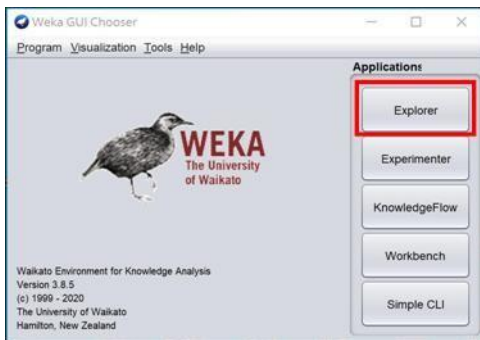 Weka GUI Chooser
Program Visualization Tools Help
Applications
Explorer
WEKA
The University
of Waikato
Experimenter
KnowledgeFlow
Workbench
Simple CLI
Waikato Environment for Knowledge Analysis
Version 3.8.5
(c) 1999 - 2020
The University of Waikato
Hamilton, New Zealand